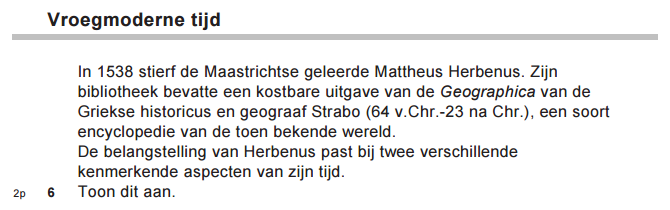 Vroegmoderne tijd
In 1538 stierf de Maastrichtse geleerde Mattheus Herbenus. Zijn
bibliotheek bevatte een kostbare uitgave van de Geographica van de
Griekse historicus en geograaf Strabo (64 v.Chr.-23 na Chr.), een soort
encyclopedie van de toen bekende wereld.
De belangstelling van Herbenus past bij twee verschillende
kenmerkende aspecten van zijn tijd.
2p 6 Toon dit aan.